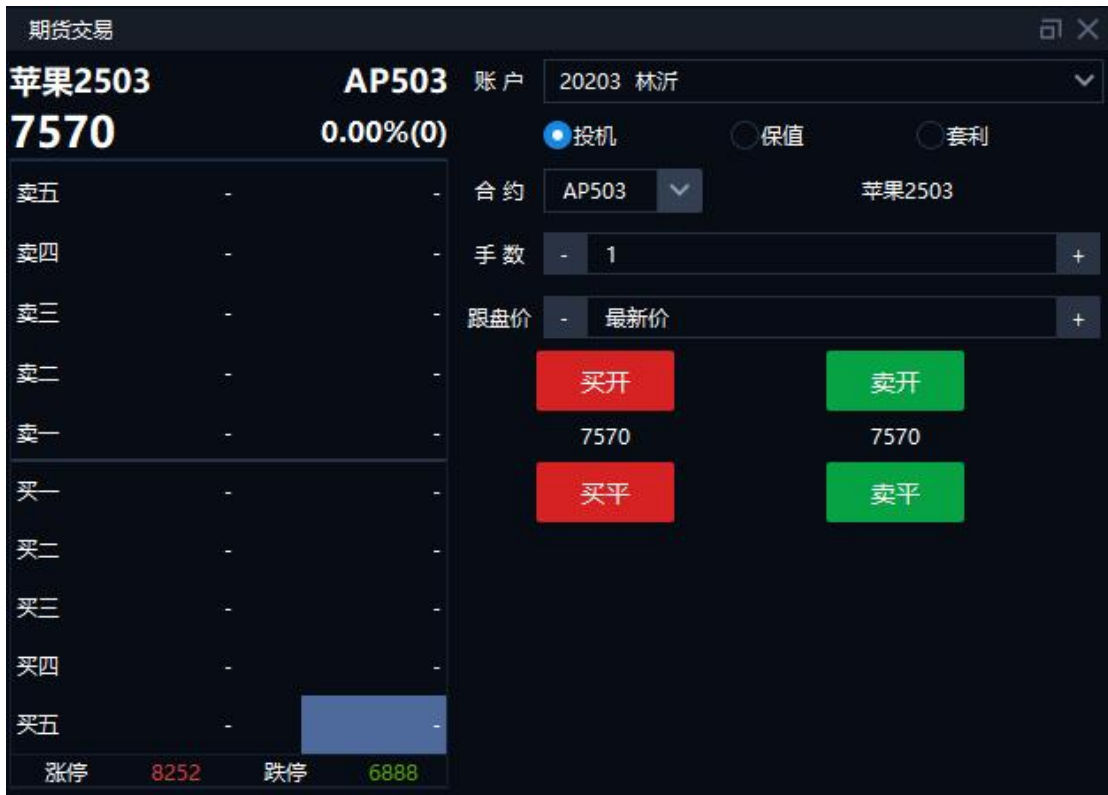 期货交易
苹果2503 AP503
7570 0.00%(0)
卖五 - -
卖四 - -
卖三 - -
卖二 - -
卖一 - -
买一 - -
买二 - -
买三 - -
买四 - -
买五 - -
涨停 8252 跌停 6888
账户 20203 林沂
投机 保值 套利
合约 AP503 苹果2503
手数 - 1 +
跟盘价 - 最新价 +
买开 卖开
7570 7570
买平 卖平